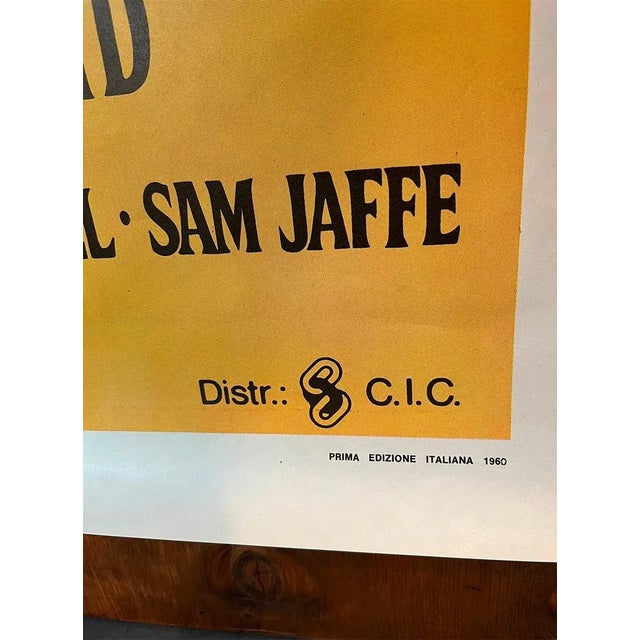 D
L · SAM JAFFE
Distr.: C.I.C.
PRIMA EDIZIONE ITALIANA 1960